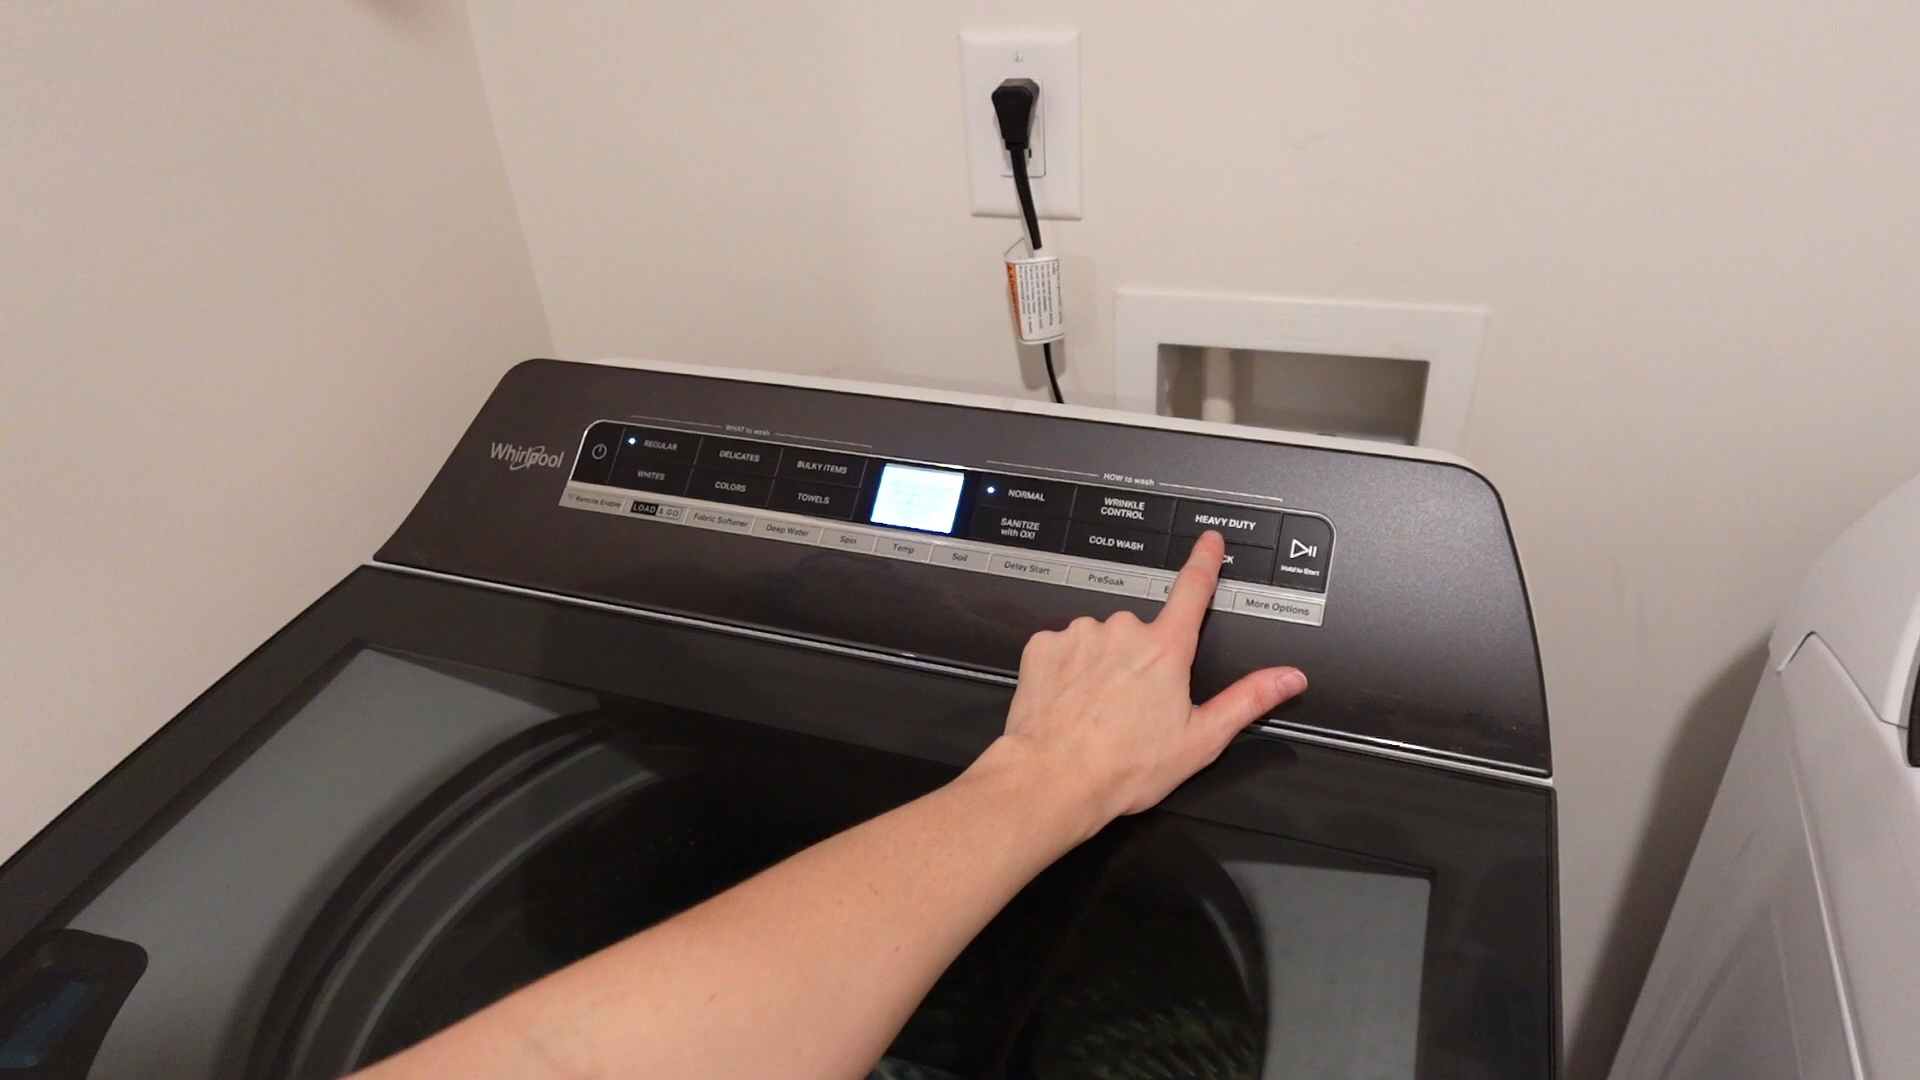 Whirlpool
WHAT to wash
REGULAR
DELICATES
BULKY ITEMS
WHITES
COLORS
TOWELS
HOW to wash
NORMAL
WRINKLE
CONTROL
HEAVY DUTY
SANITIZE
with OXI
COLD WASH
CK
Hold to Start
Remote Enable
LOAD & GO
Fabric Softener
Deep Water
Spin
Temp
Soil
Delay Start
PreSoak
E
More Options